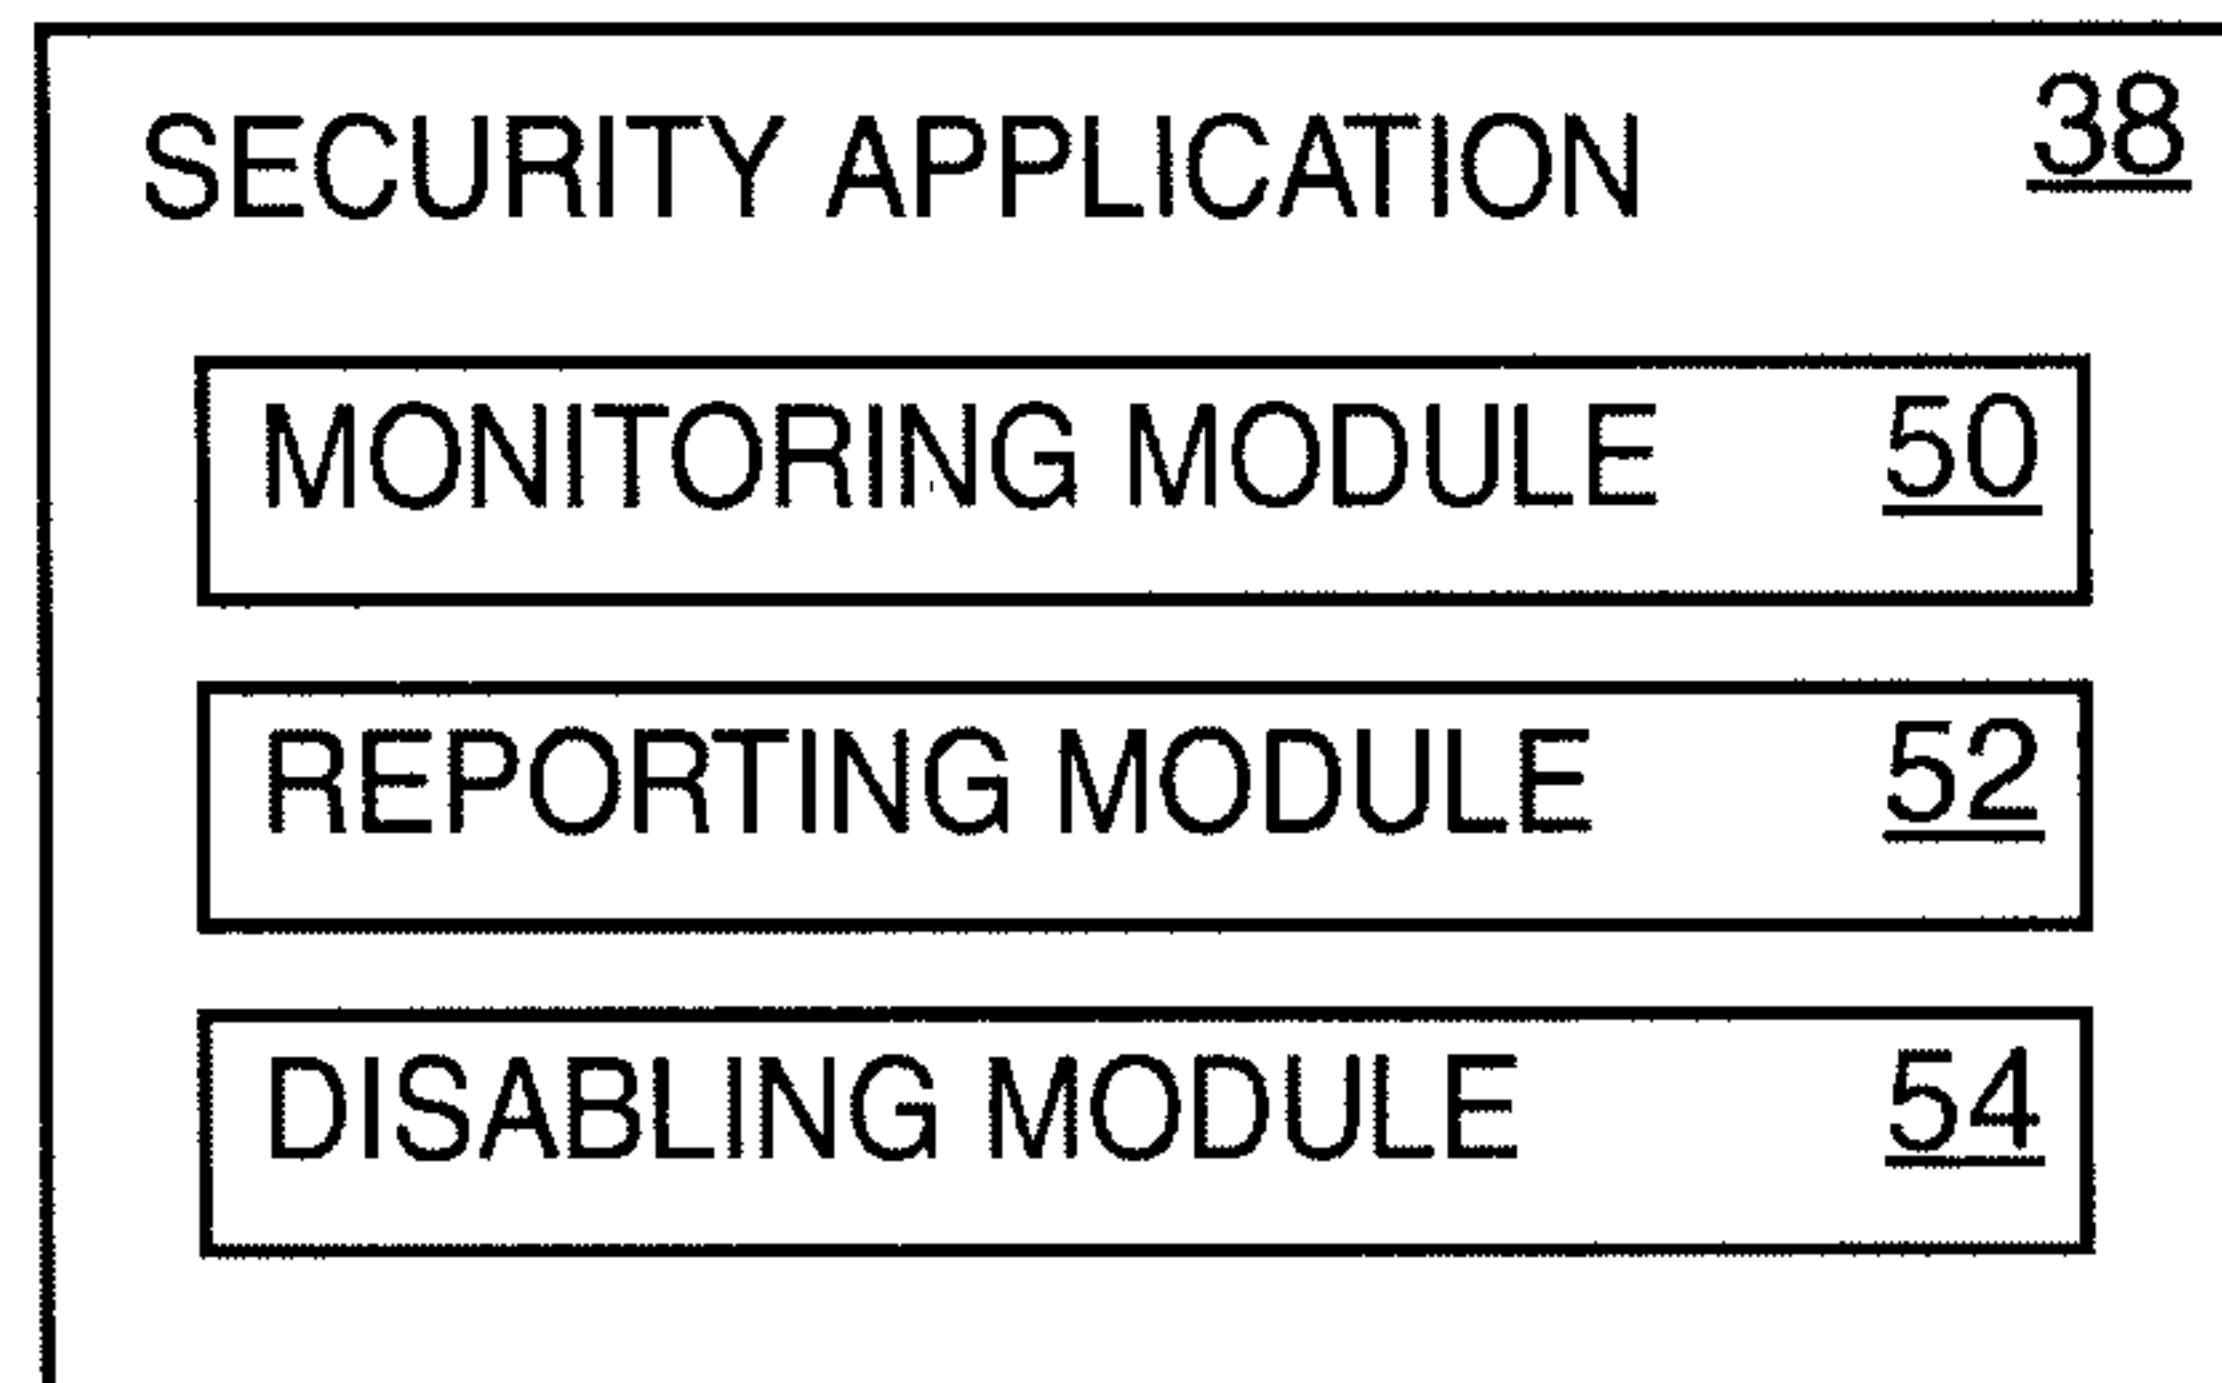 SECURITY APPLICATION 38
MONITORING MODULE 50
REPORTING MODULE 52
DISABLING MODULE 54